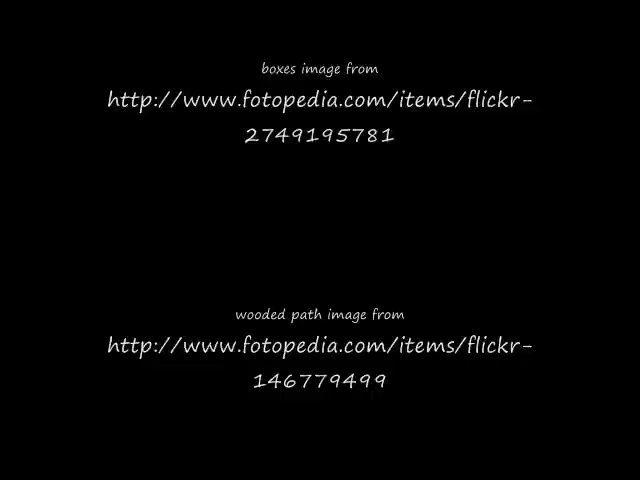 boxes image from
http://www.fotopedia.com/items/flickr-
2749195781
wooded path image from
http://www.fotopedia.com/items/flickr-
146779499